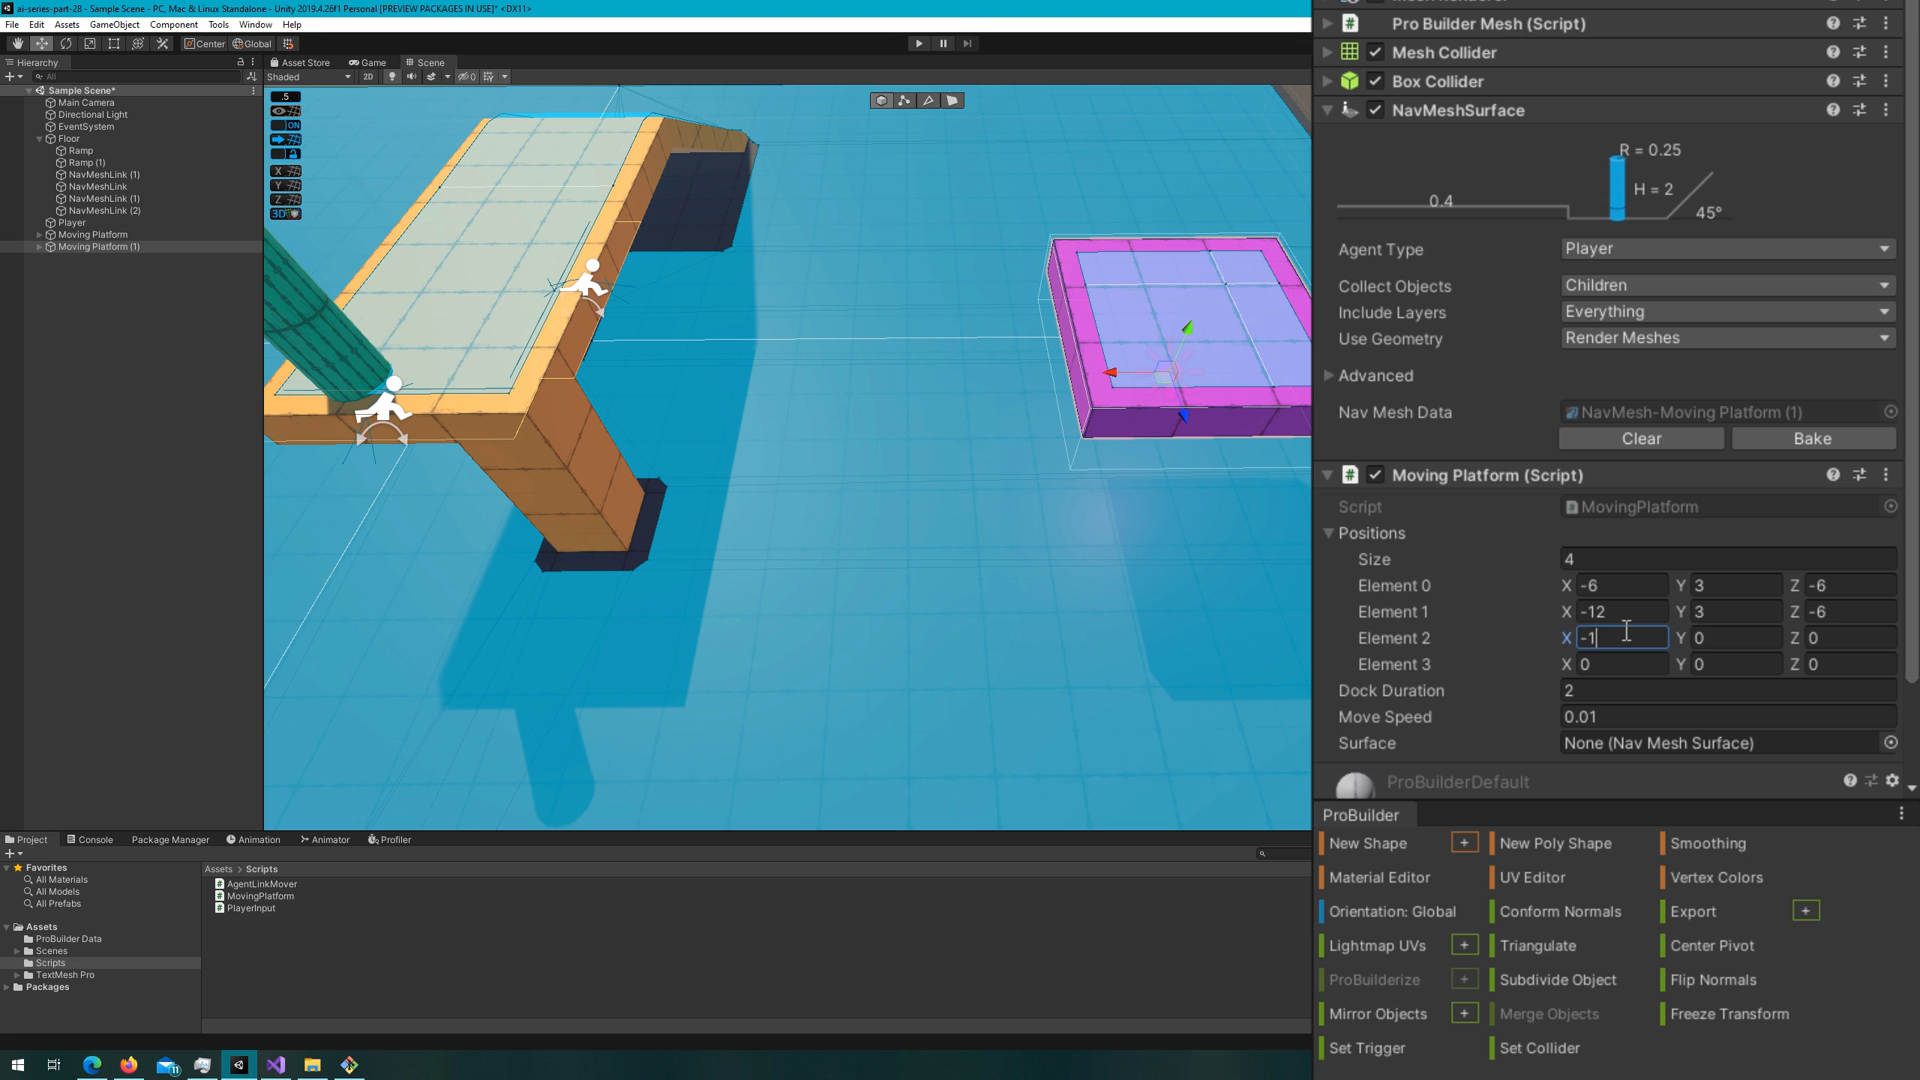 ai-series-part-28 - Sample Scene - PC, Mac & Linux Standalone - Unity 2019.4.26f1 Personal [PREVIEW PACKAGES IN USE]* <DX11>
File Edit Assets GameObject Component Tools Window Help
Center Global
Hierarchy
All
Sample Scene*
Main Camera
Directional Light
EventSystem
Floor
Ramp
Ramp (1)
NavMeshLink (1)
NavMeshLink
NavMeshLink (1)
NavMeshLink (2)
Player
Moving Platform
Moving Platform (1)
Asset Store Game Scene
Shaded 2D 0
.5
ON
X
Y
Z
3D
Pro Builder Mesh (Script)
Mesh Collider
Box Collider
NavMeshSurface
R = 0.25
0.4 H = 2
45°
Agent Type Player
Collect Objects Children
Include Layers Everything
Use Geometry Render Meshes
Advanced
Nav Mesh Data NavMesh-Moving Platform (1)
Clear Bake
Moving Platform (Script)
Script MovingPlatform
Positions
Size 4
Element 0 X -6 Y 3 Z -6
Element 1 X -12 Y 3 Z -6
Element 2 X -1 Y 0 Z 0
Element 3 X 0 Y 0 Z 0
Dock Duration 2
Move Speed 0.01
Surface None (Nav Mesh Surface)
ProBuilderDefault
ProBuilder
New Shape + New Poly Shape Smoothing
Material Editor UV Editor Vertex Colors
Orientation: Global Conform Normals Export +
Lightmap UVs + Triangulate Center Pivot
ProBuilderize + Subdivide Object Flip Normals
Mirror Objects + Merge Objects Freeze Transform
Set Trigger Set Collider
Project Console Package Manager Animation Animator Profiler
Favorites
All Materials
All Models
All Prefabs
Assets
ProBuilder Data
Scenes
Scripts
TextMesh Pro
Packages
Assets > Scripts
AgentLinkMover
MovingPlatform
PlayerInput
11